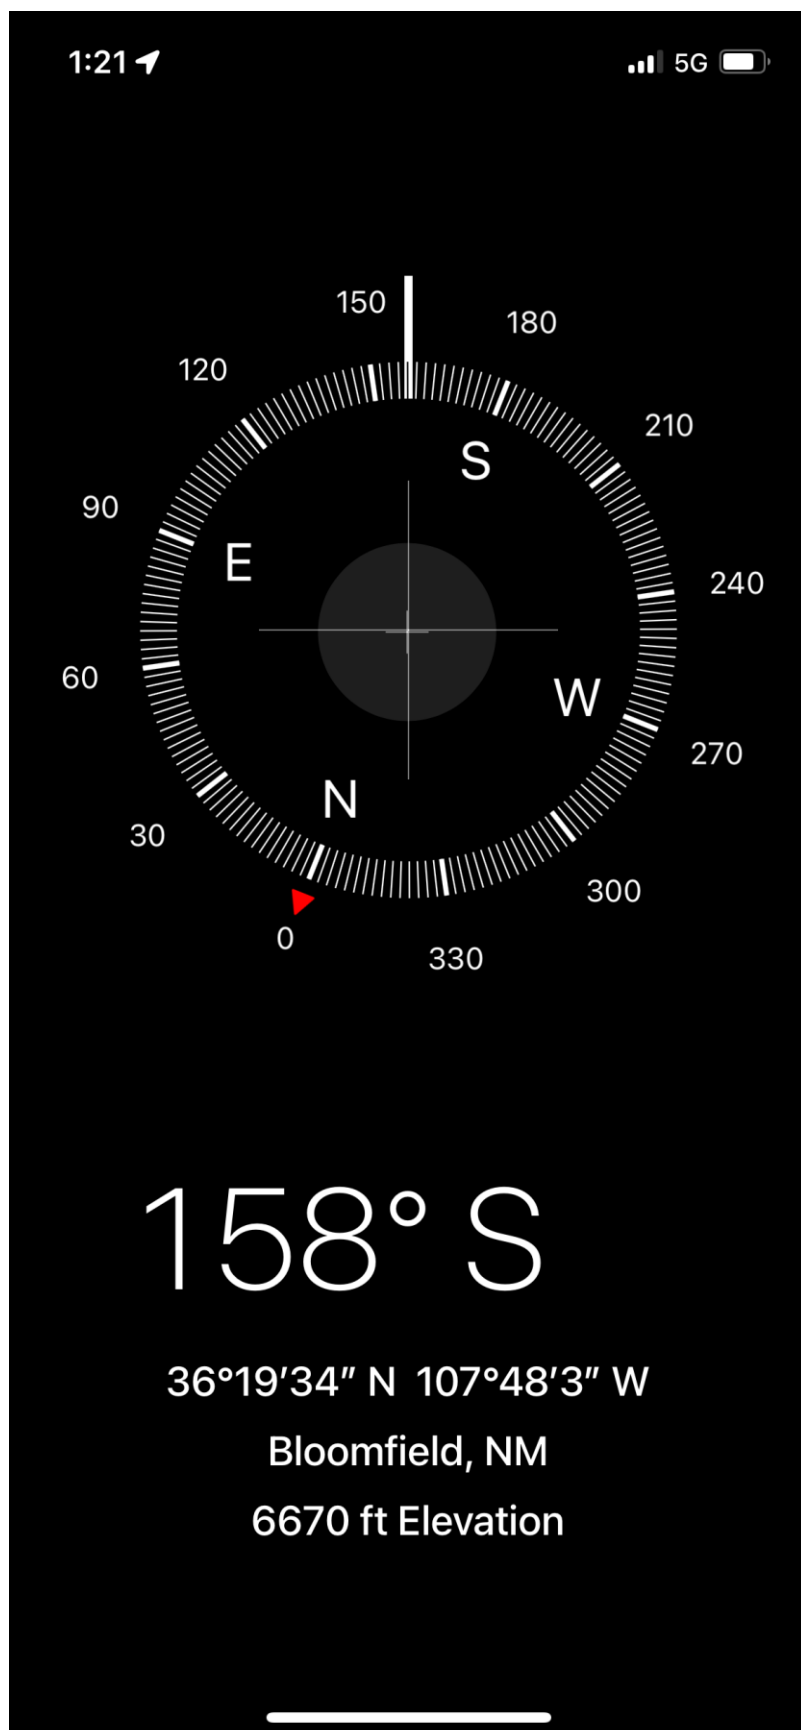 1:21 5G
150
180
120
210
S
90
E
240
60
W
270
N
30
300
0
330
158° S
36°19′34″ N 107°48′3″ W
Bloomfield, NM
6670 ft Elevation